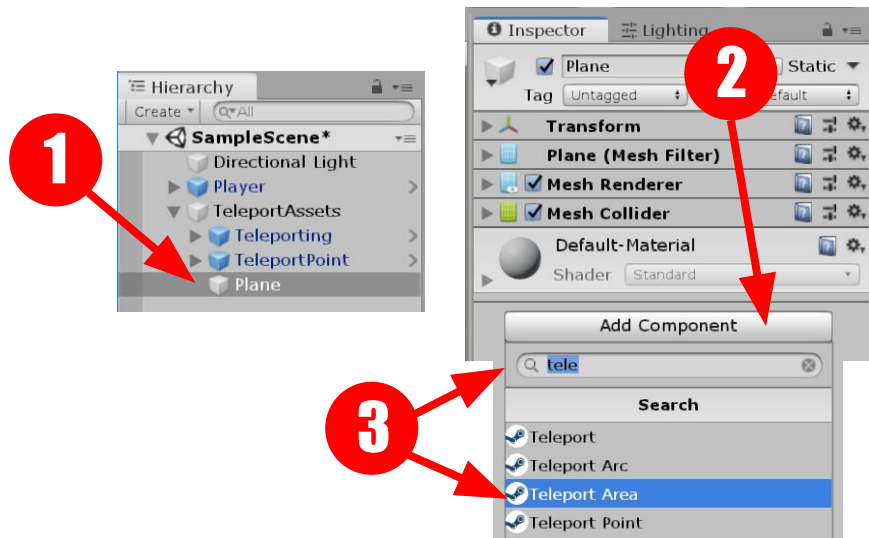 1
Hierarchy
Create
All
SampleScene*
Directional Light
Player
TeleportAssets
Teleporting
TeleportPoint
Plane
2
Inspector Lighting
Plane Static
Tag Untagged efault
Transform
Plane (Mesh Filter)
Mesh Renderer
Mesh Collider
Default-Material
Shader Standard
Add Component
3
tele
Search
Teleport
Teleport Arc
Teleport Area
Teleport Point